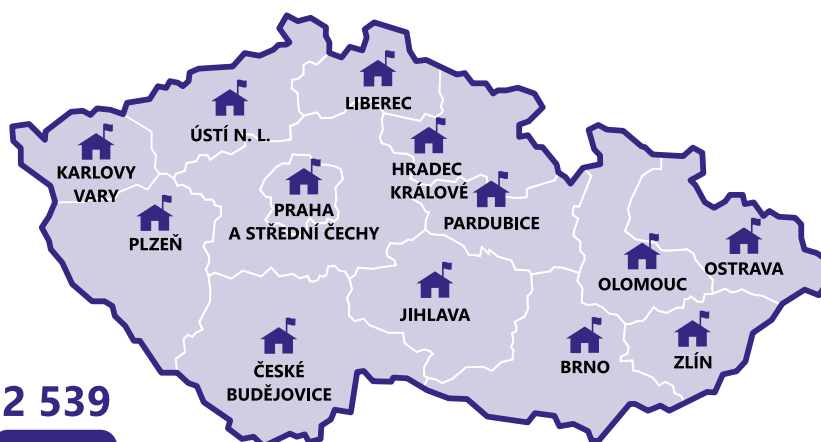 LIBEREC
ÚSTÍ N. L.
KARLOVY
VARY
HRADEC
KRÁLOVÉ
PRAHA
A STŘEDNÍ ČECHY
PARDUBICE
PLZEŇ
OLOMOUC
OSTRAVA
JIHLAVA
ČESKÉ
BUDĚJOVICE
BRNO
ZLÍN
2 539